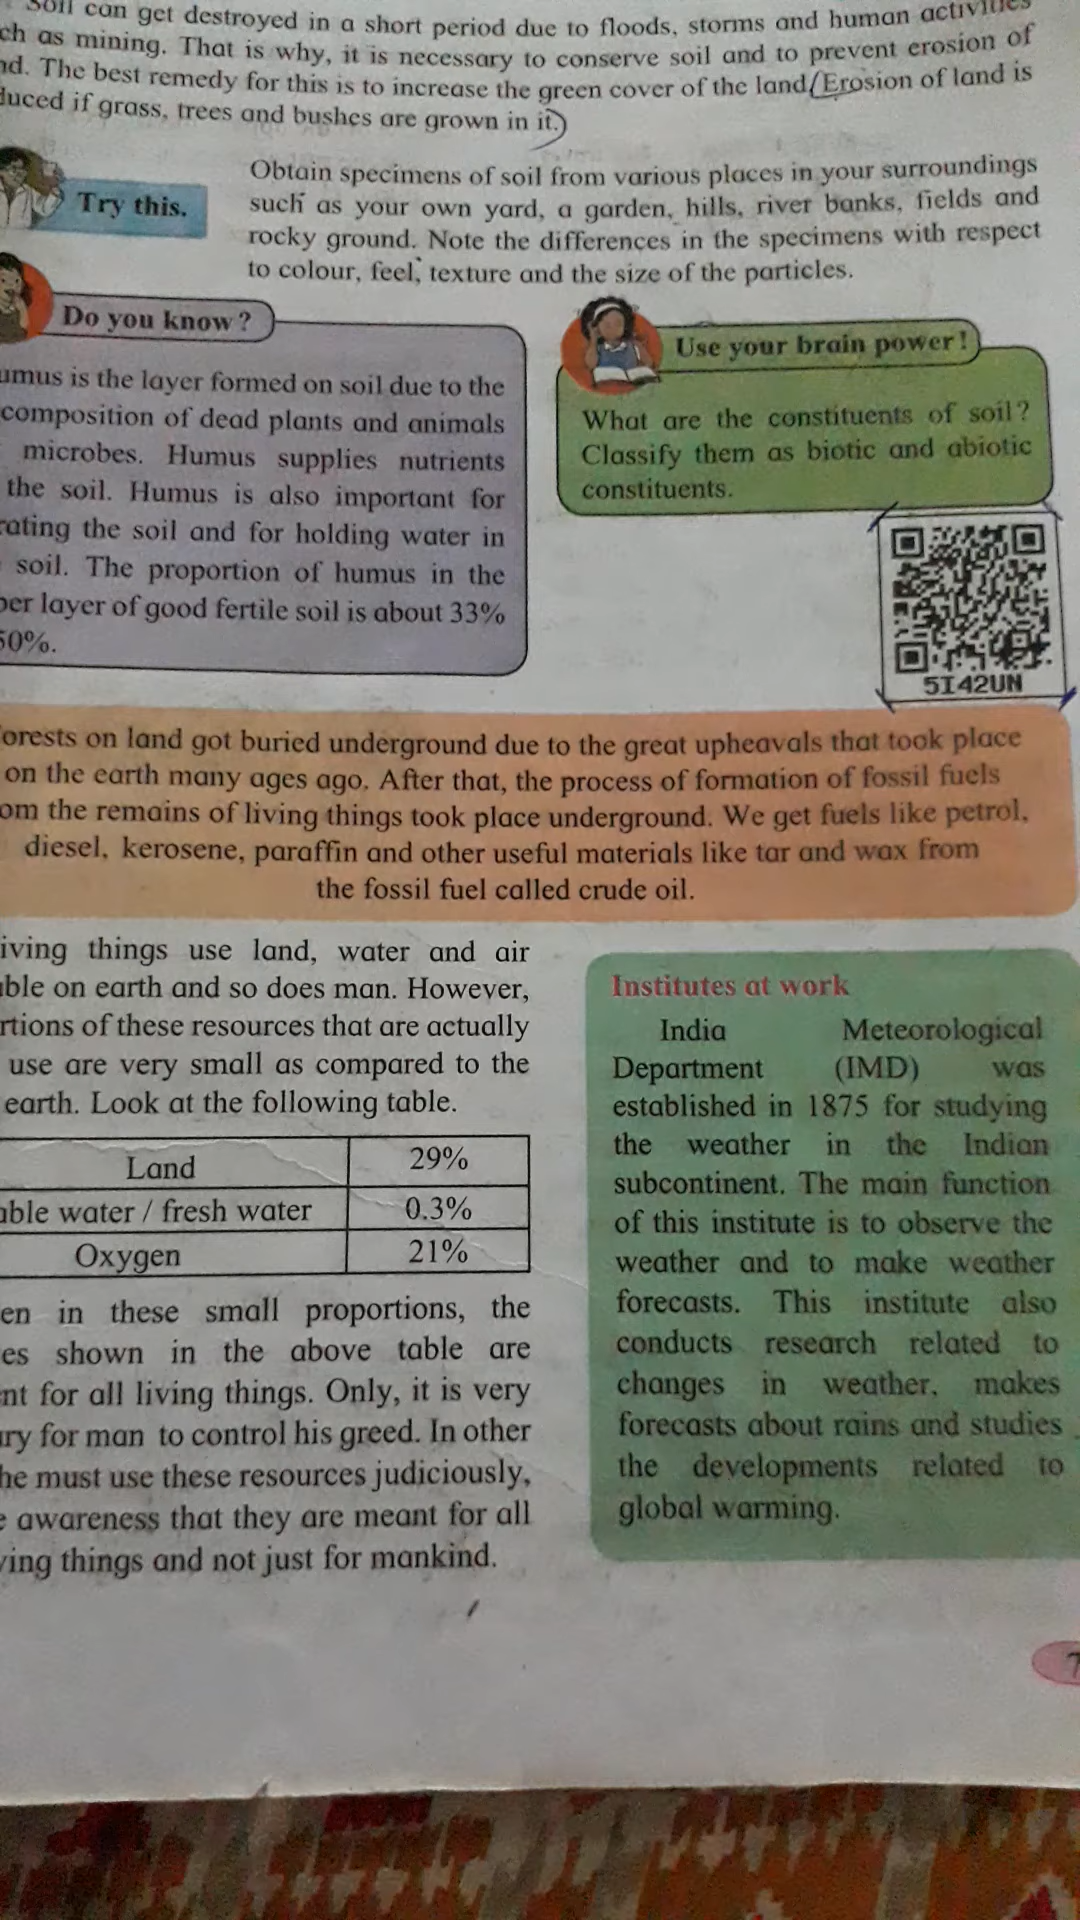 Soil can get destroyed in a short period due to floods, storms and human activities
ch as mining. That is why, it is necessary to conserve soil and to prevent erosion of
nd. The best remedy for this is to increase the green cover of the land. (Erosion of land is
duced if grass, trees and bushes are grown in it.)
Try this.
Obtain specimens of soil from various places in your surroundings
such as your own yard, a garden, hills, river banks, fields and
rocky ground. Note the differences in the specimens with respect
to colour, feel, texture and the size of the particles.
Do you know ?
umus is the layer formed on soil due to the
composition of dead plants and animals
microbes. Humus supplies nutrients
the soil. Humus is also important for
rating the soil and for holding water in
soil. The proportion of humus in the
per layer of good fertile soil is about 33%
50%.
Use your brain power !
What are the constituents of soil?
Classify them as biotic and abiotic
constituents.
5I42UN
orests on land got buried underground due to the great upheavals that took place
on the earth many ages ago. After that, the process of formation of fossil fuels
om the remains of living things took place underground. We get fuels like petrol,
diesel, kerosene, paraffin and other useful materials like tar and wax from
the fossil fuel called crude oil.
iving things use land, water and air
able on earth and so does man. However,
rtions of these resources that are actually
use are very small as compared to the
earth. Look at the following table.
Land 29%
able water / fresh water 0.3%
Oxygen 21%
en in these small proportions, the
es shown in the above table are
nt for all living things. Only, it is very
ary for man to control his greed. In other
he must use these resources judiciously,
e awareness that they are meant for all
ving things and not just for mankind.
Institutes at work
India Meteorological
Department (IMD) was
established in 1875 for studying
the weather in the Indian
subcontinent. The main function
of this institute is to observe the
weather and to make weather
forecasts. This institute also
conducts research related to
changes in weather, makes
forecasts about rains and studies
the developments related to
global warming.
7